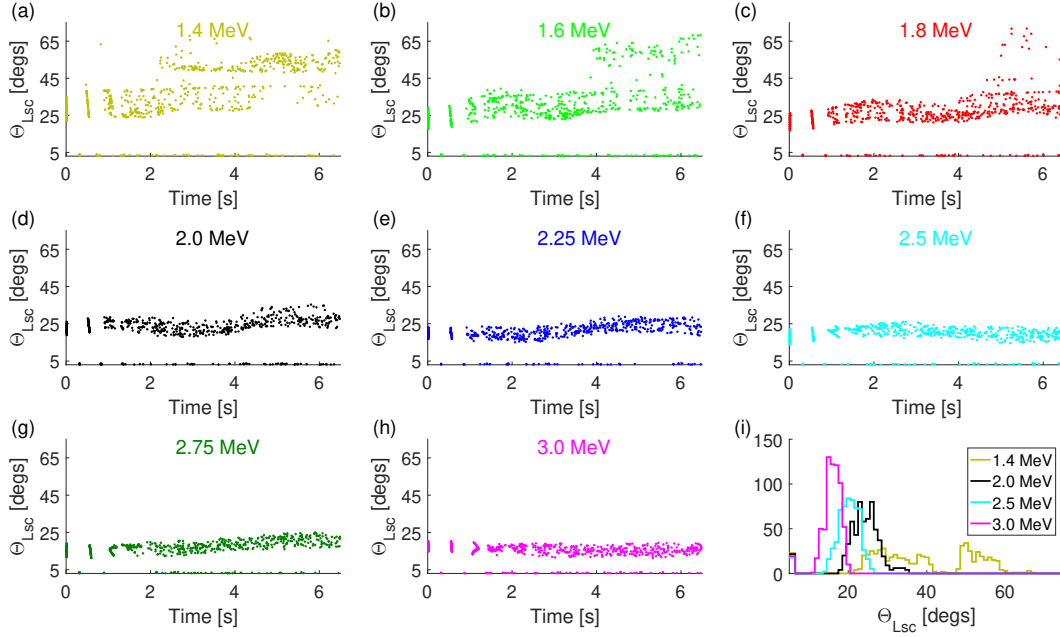 (a) 1.4 MeV
65
45
25
5
Θ_Lsc [degs]
0 2 4 6
Time [s]
(b) 1.6 MeV
65
45
25
5
Θ_Lsc [degs]
0 2 4 6
Time [s]
(c) 1.8 MeV
65
45
25
5
Θ_Lsc [degs]
0 2 4 6
Time [s]
(d) 2.0 MeV
65
45
25
5
Θ_Lsc [degs]
0 2 4 6
Time [s]
(e) 2.25 MeV
65
45
25
5
Θ_Lsc [degs]
0 2 4 6
Time [s]
(f) 2.5 MeV
65
45
25
5
Θ_Lsc [degs]
0 2 4 6
Time [s]
(g) 2.75 MeV
65
45
25
5
Θ_Lsc [degs]
0 2 4 6
Time [s]
(h) 3.0 MeV
65
45
25
5
Θ_Lsc [degs]
0 2 4 6
Time [s]
(i)
150
100
50
0
1.4 MeV
2.0 MeV
2.5 MeV
3.0 MeV
20 40 60
Θ_Lsc [degs]